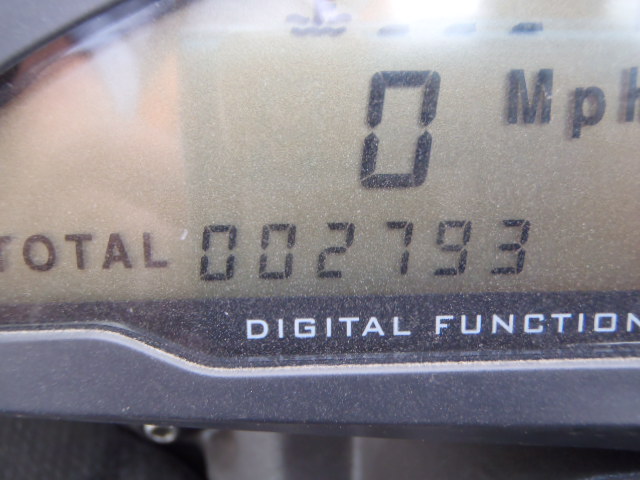 0 Mph
TOTAL 002793
DIGITAL FUNCTION